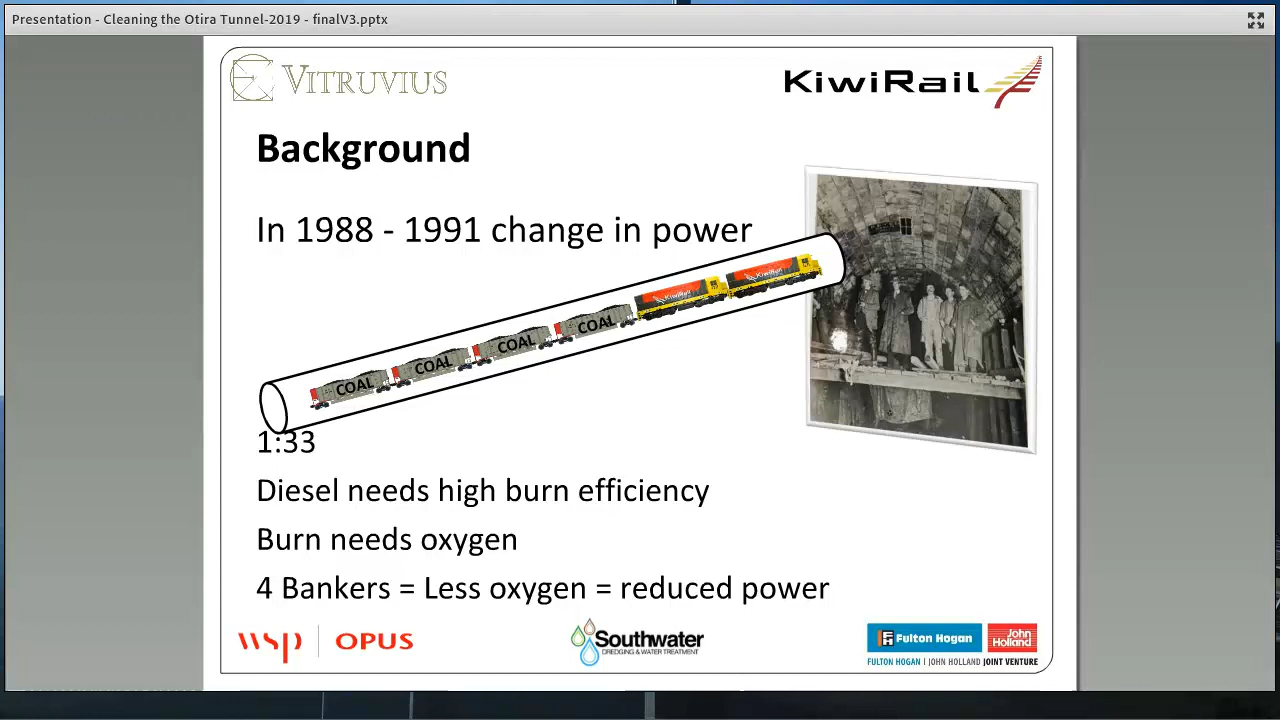 Presentation - Cleaning the Otira Tunnel-2019 - finalV3.pptx
VITRUVIUS
KiwiRail
Background
In 1988 - 1991 change in power
KiwiRail
KiwiRail
COAL
COAL
COAL
COAL
1:33
Diesel needs high burn efficiency
Burn needs oxygen
4 Bankers = Less oxygen = reduced power
wsp | OPUS
Southwater
DREDGING & WATER TREATMENT
Fulton Hogan
John Holland
FULTON HOGAN | JOHN HOLLAND JOINT VENTURE